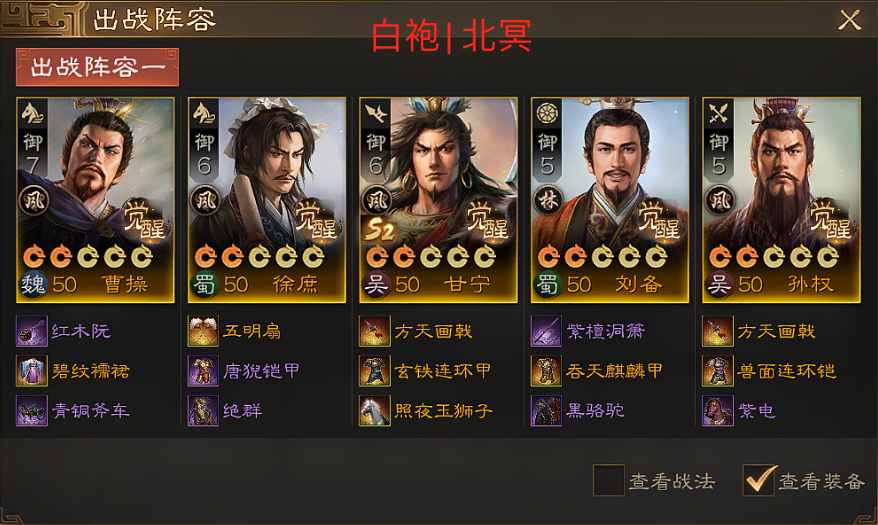 出战阵容
白袍|北冥
出战阵容一
御 7 风 觉醒 魏 50 曹操
御 6 风 觉醒 蜀 50 徐庶
御 6 风 S2 觉醒 吴 50 甘宁
御 5 林 觉醒 蜀 50 刘备
御 5 风 觉醒 吴 50 孙权
红木阮 五明扇 方天画戟 紫檀洞箫 方天画戟
碧纹襦裙 唐猊铠甲 玄铁连环甲 吞天麒麟甲 兽面连环铠
青铜斧车 绝群 照夜玉狮子 黑骆驼 紫电
查看战法 查看装备